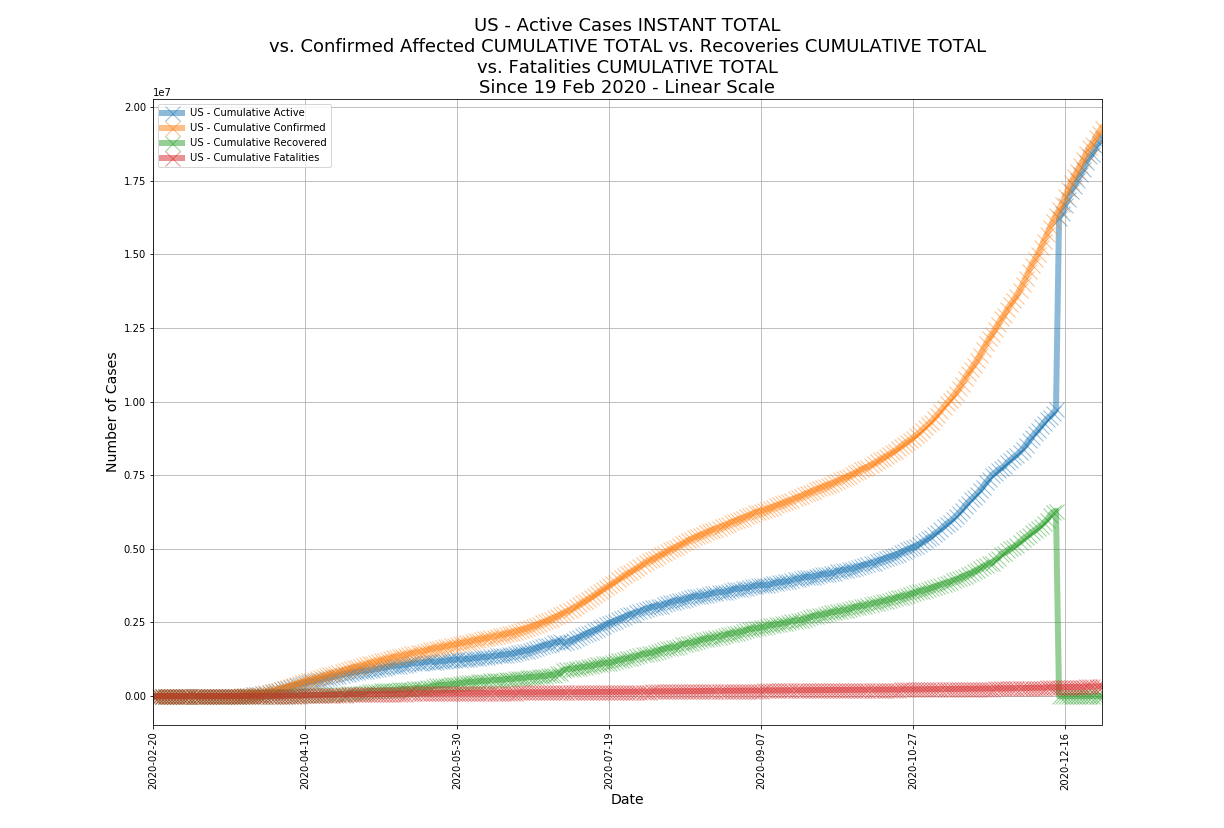 US - Active Cases INSTANT TOTAL
vs. Confirmed Affected CUMULATIVE TOTAL vs. Recoveries CUMULATIVE TOTAL
vs. Fatalities CUMULATIVE TOTAL
Since 19 Feb 2020 - Linear Scale
1e7
US - Cumulative Active
US - Cumulative Confirmed
US - Cumulative Recovered
US - Cumulative Fatalities
Number of Cases
2.00
1.75
1.50
1.25
1.00
0.75
0.50
0.25
0.00
2020-02-20
2020-04-10
2020-05-30
2020-07-19
2020-09-07
2020-10-27
2020-12-16
Date